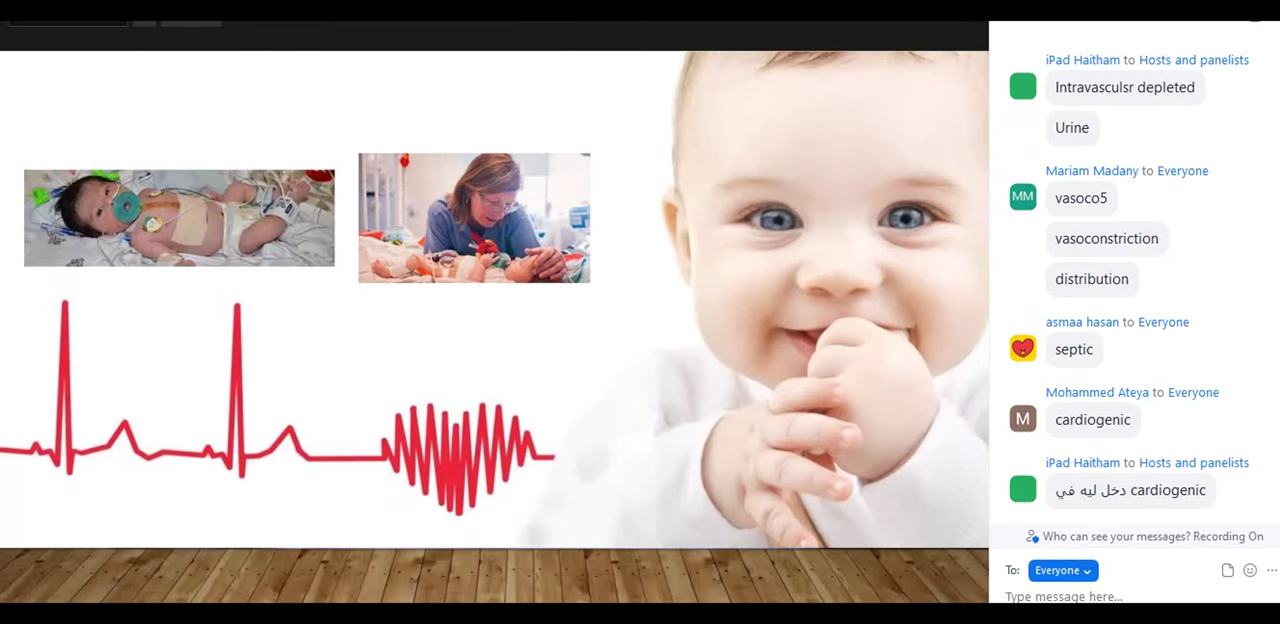 iPad Haitham to Hosts and panelists
Intravasculsr depleted
Urine
Mariam Madany to Everyone
MM
vasoco5
vasoconstriction
distribution
asmaa hasan to Everyone
septic
Mohammed Ateya to Everyone
M
cardiogenic
iPad Haitham to Hosts and panelists
دخل ليه في cardiogenic
Who can see your messages? Recording On
To: Everyone
Type message here...